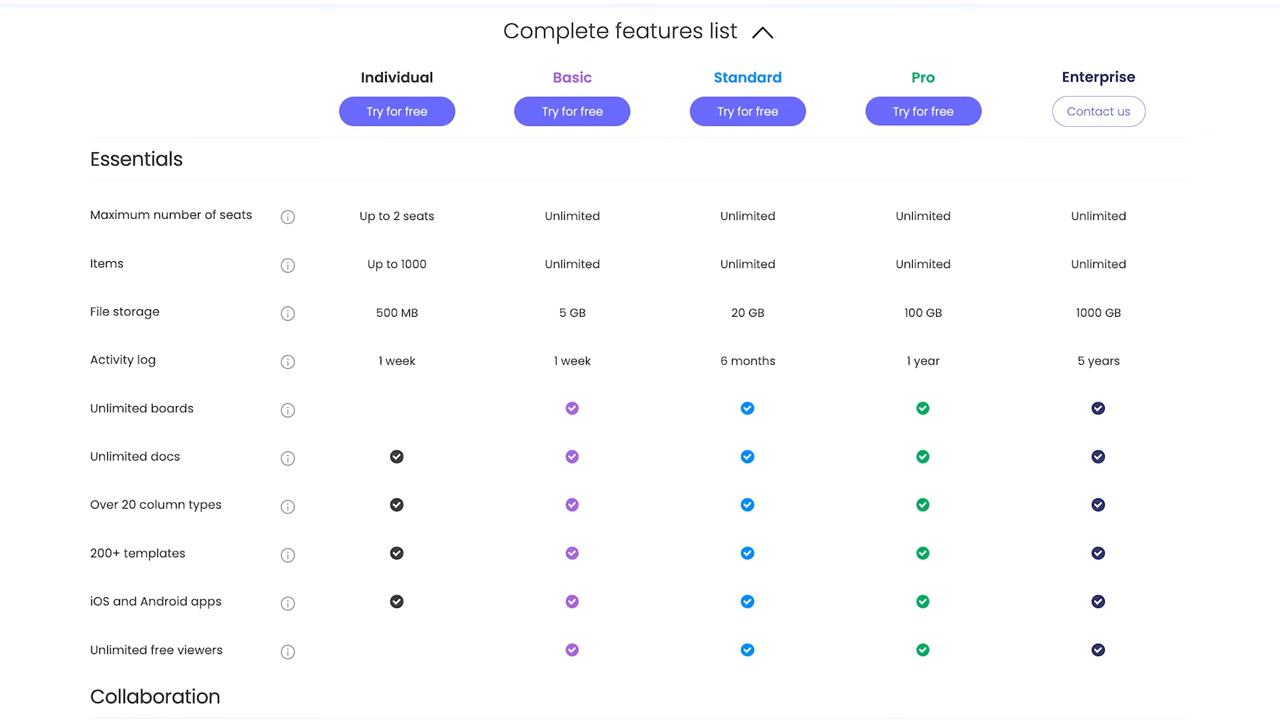 Complete features list
Individual Basic Standard Pro Enterprise
Try for free Try for free Try for free Try for free Contact us
Essentials
Maximum number of seats Up to 2 seats Unlimited Unlimited Unlimited Unlimited
Items Up to 1000 Unlimited Unlimited Unlimited Unlimited
File storage 500 MB 5 GB 20 GB 100 GB 1000 GB
Activity log 1 week 1 week 6 months 1 year 5 years
Unlimited boards
Unlimited docs
Over 20 column types
200+ templates
iOS and Android apps
Unlimited free viewers
Collaboration